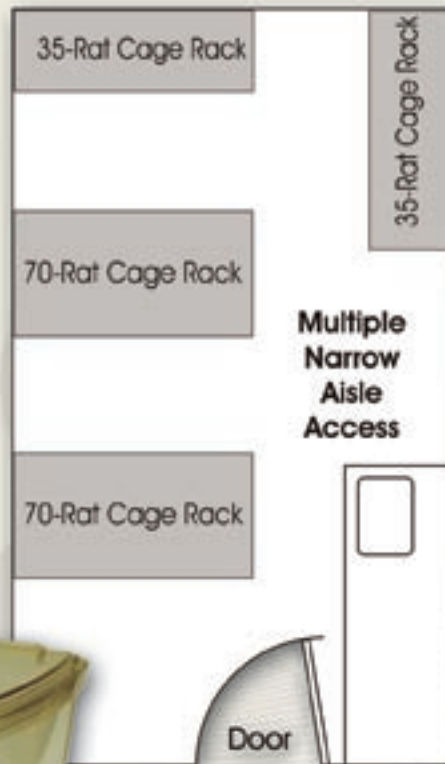 35-Rat Cage Rack
35-Rat Cage Rack
70-Rat Cage Rack
Multiple
Narrow
Aisle
Access
70-Rat Cage Rack
Door